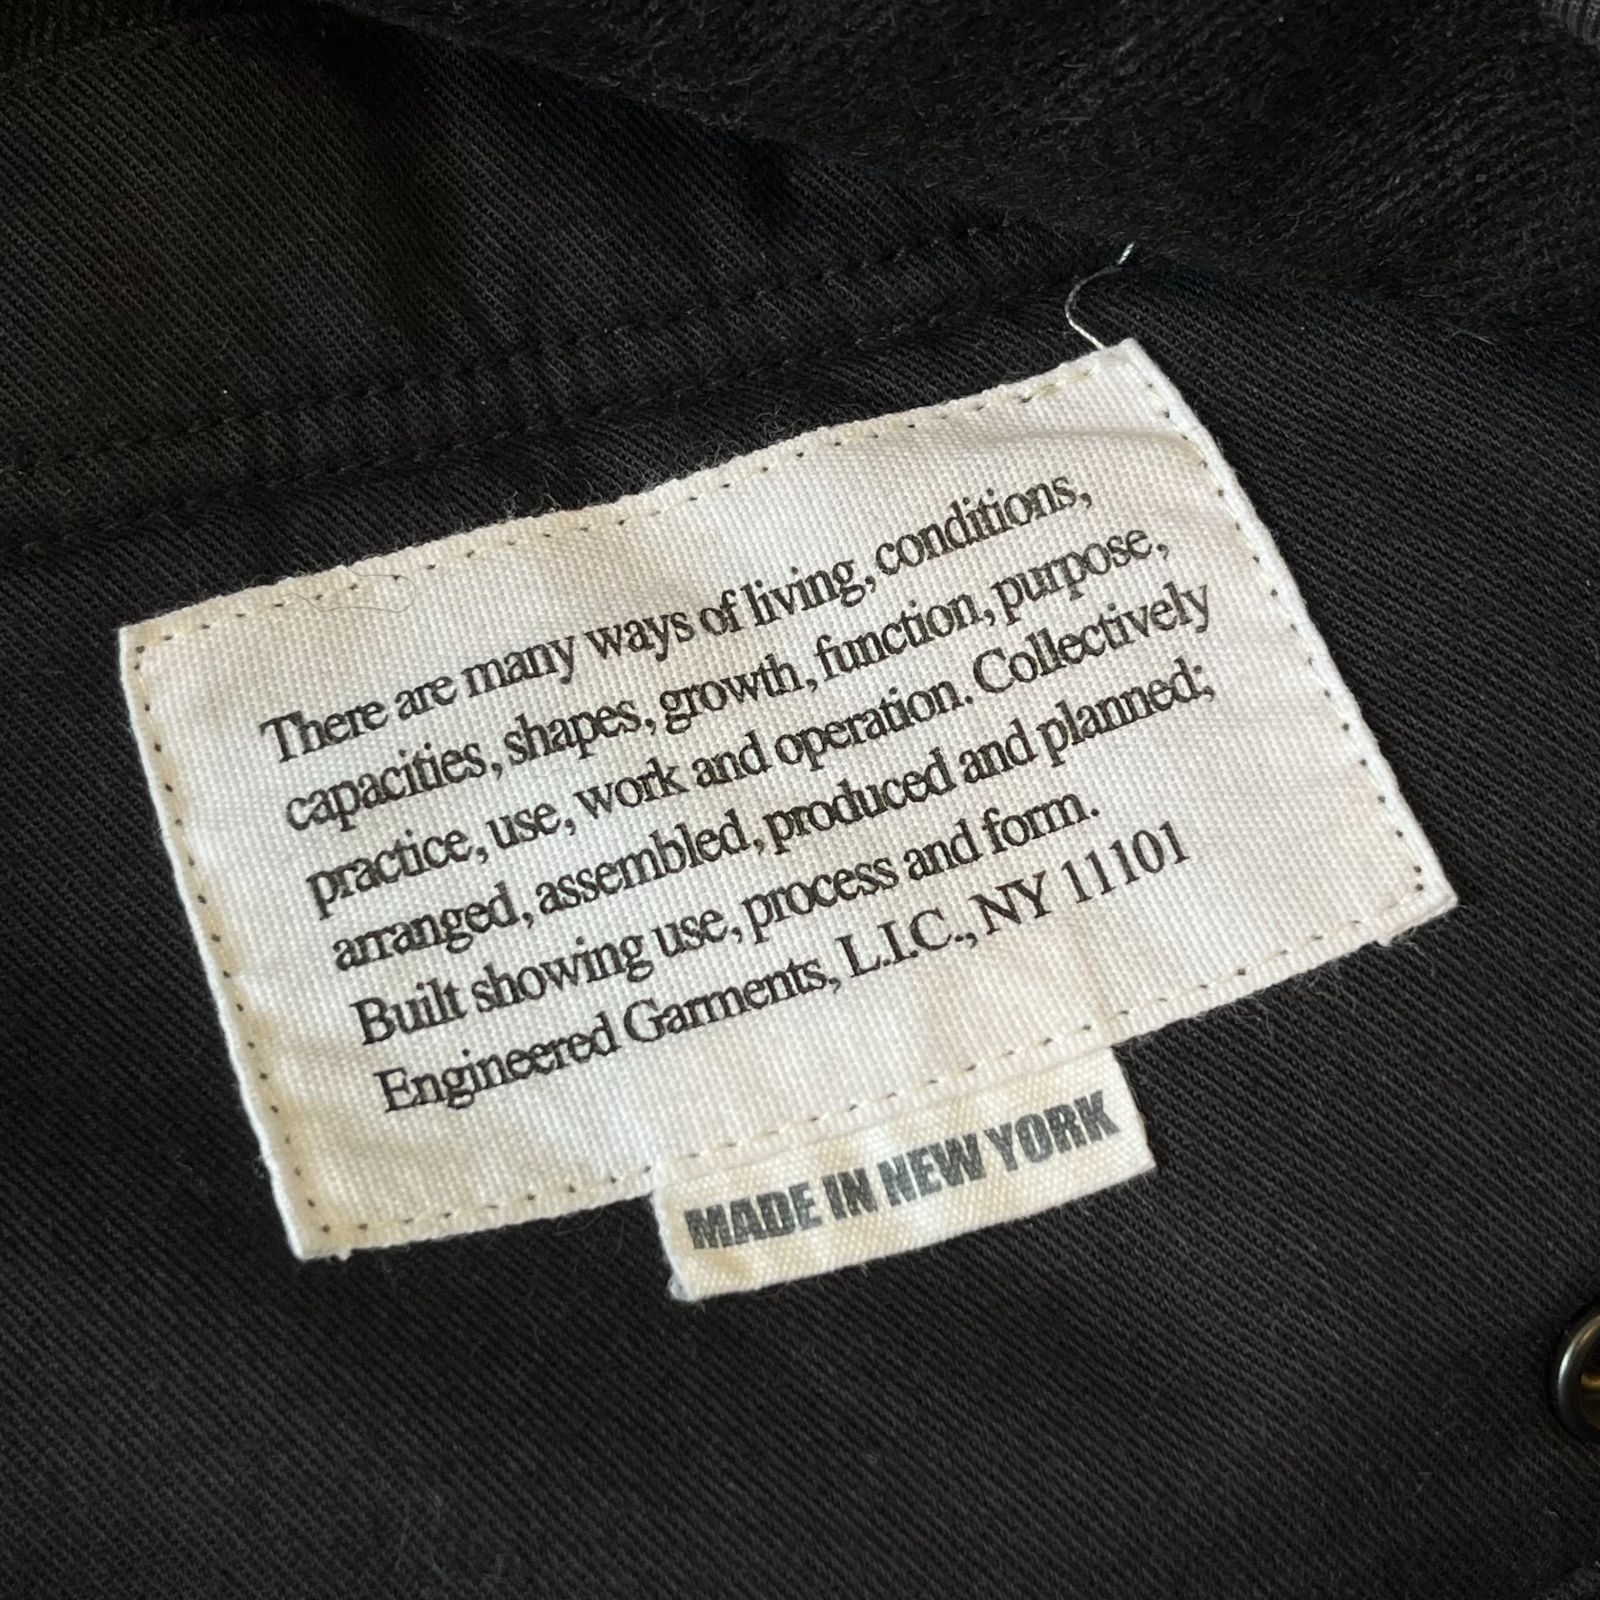 There are many ways of living, conditions,
capacities, shapes, growth, function, purpose,
practice, use, work and operation. Collectively
arranged, assembled, produced and planned;
Built showing use, process and form.
Engineered Garments, L.I.C., NY 11101
MADE IN NEW YORK